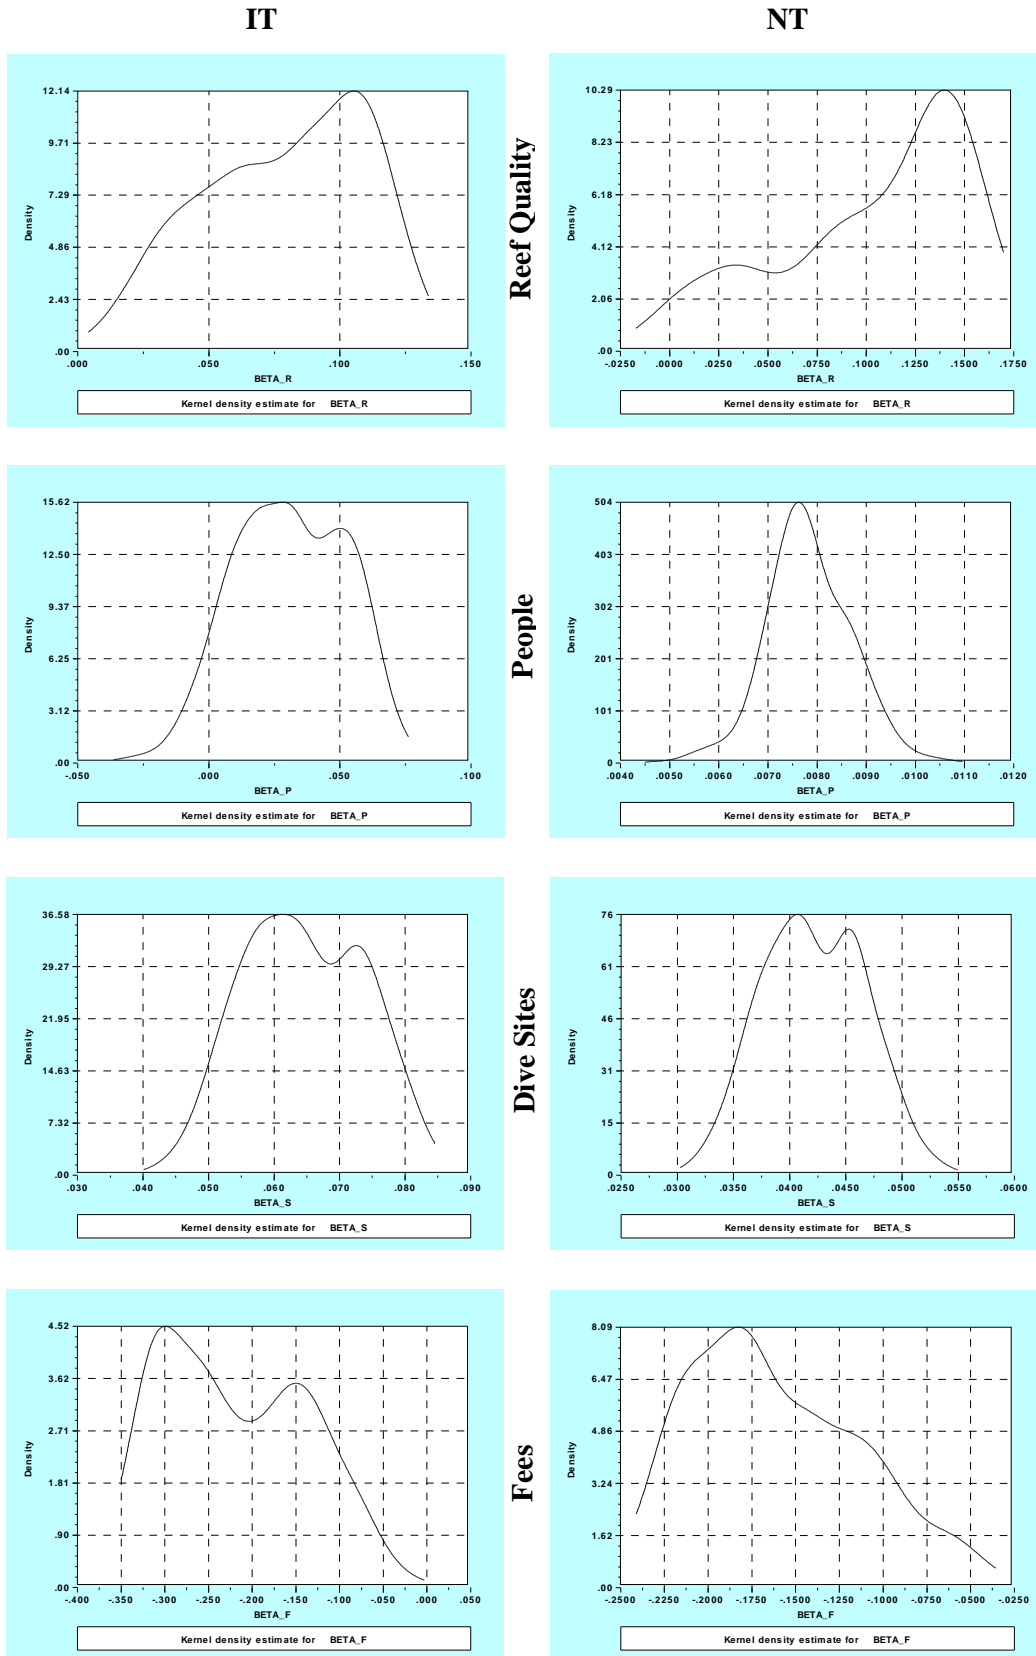 IT NT
12.14
9.71
7.29
4.86
2.43
.00
Density
.000 .050 .100 .150
BETA_R
Kernel density estimate for BETA_R
Reef Quality
10.29
8.23
6.18
4.12
2.06
.00
Density
-.0250 .0000 .0250 .0500 .0750 .1000 .1250 .1500 .1750
BETA_R
Kernel density estimate for BETA_R
15.62
12.50
9.37
6.25
3.12
.00
Density
-.050 .000 .050 .100
BETA_P
Kernel density estimate for BETA_P
People
504
403
302
201
101
0
Density
.0040 .0050 .0060 .0070 .0080 .0090 .0100 .0110 .0120
BETA_P
Kernel density estimate for BETA_P
36.58
29.27
21.95
14.63
7.32
.00
Density
.030 .040 .050 .060 .070 .080 .090
BETA_S
Kernel density estimate for BETA_S
Dive Sites
76
61
46
31
15
0
Density
.0250 .0300 .0350 .0400 .0450 .0500 .0550 .0600
BETA_S
Kernel density estimate for BETA_S
4.52
3.62
2.71
1.81
.90
.00
Density
-.400 -.350 -.300 -.250 -.200 -.150 -.100 -.050 .000 .050
BETA_F
Kernel density estimate for BETA_F
Fees
8.09
6.47
4.86
3.24
1.62
.00
Density
-.2500 -.2250 -.2000 -.1750 -.1500 -.1250 -.1000 -.0750 -.0500 -.0250
BETA_F
Kernel density estimate for BETA_F